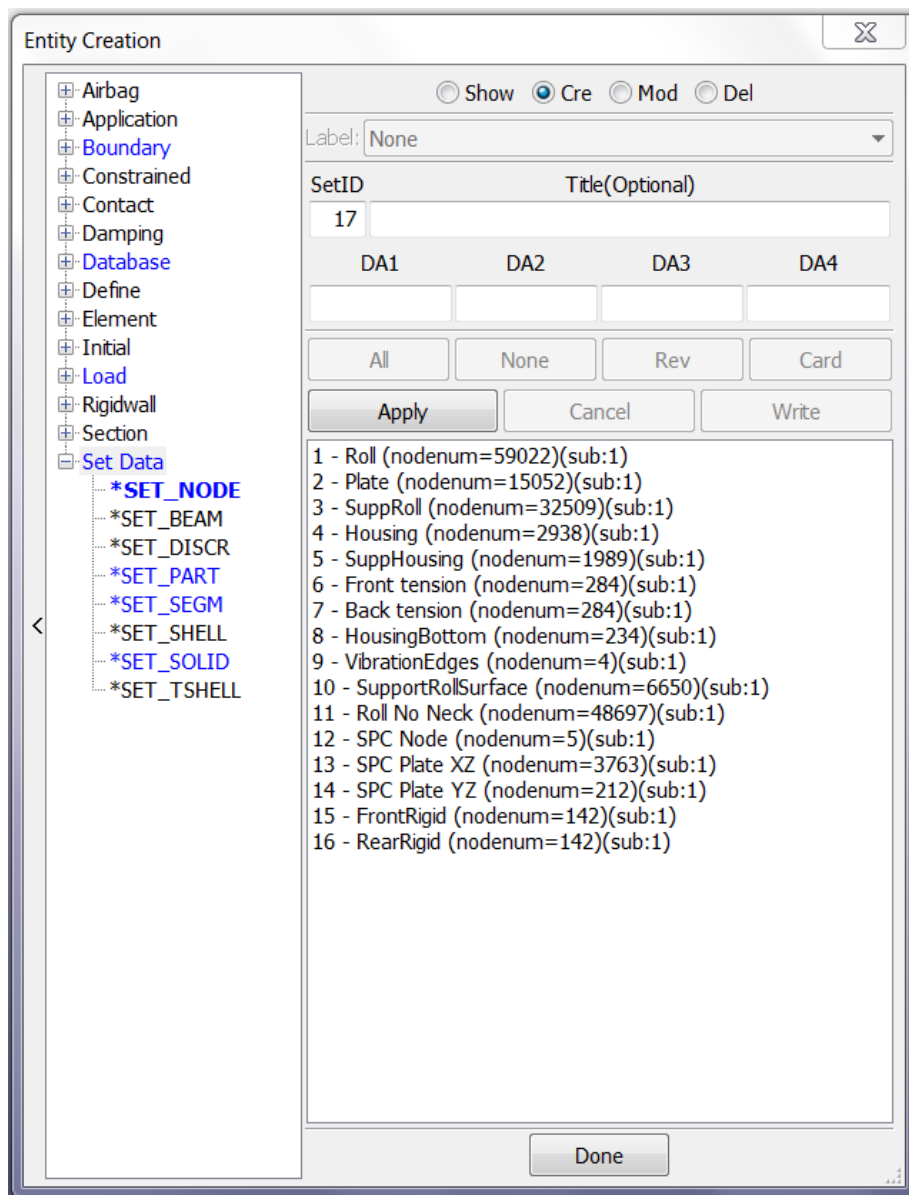 Entity Creation
Airbag
Application
Boundary
Constrained
Contact
Damping
Database
Define
Element
Initial
Load
Rigidwall
Section
Set Data
*SET_NODE
*SET_BEAM
*SET_DISCR
*SET_PART
*SET_SEGM
*SET_SHELL
*SET_SOLID
*SET_TSHELL
<
Show Cre Mod Del
Label: None
SetID Title(Optional)
17
DA1 DA2 DA3 DA4
All None Rev Card
Apply Cancel Write
1 - Roll (nodenum=59022)(sub:1)
2 - Plate (nodenum=15052)(sub:1)
3 - SuppRoll (nodenum=32509)(sub:1)
4 - Housing (nodenum=2938)(sub:1)
5 - SuppHousing (nodenum=1989)(sub:1)
6 - Front tension (nodenum=284)(sub:1)
7 - Back tension (nodenum=284)(sub:1)
8 - HousingBottom (nodenum=234)(sub:1)
9 - VibrationEdges (nodenum=4)(sub:1)
10 - SupportRollSurface (nodenum=6650)(sub:1)
11 - Roll No Neck (nodenum=48697)(sub:1)
12 - SPC Node (nodenum=5)(sub:1)
13 - SPC Plate XZ (nodenum=3763)(sub:1)
14 - SPC Plate YZ (nodenum=212)(sub:1)
15 - FrontRigid (nodenum=142)(sub:1)
16 - RearRigid (nodenum=142)(sub:1)
Done